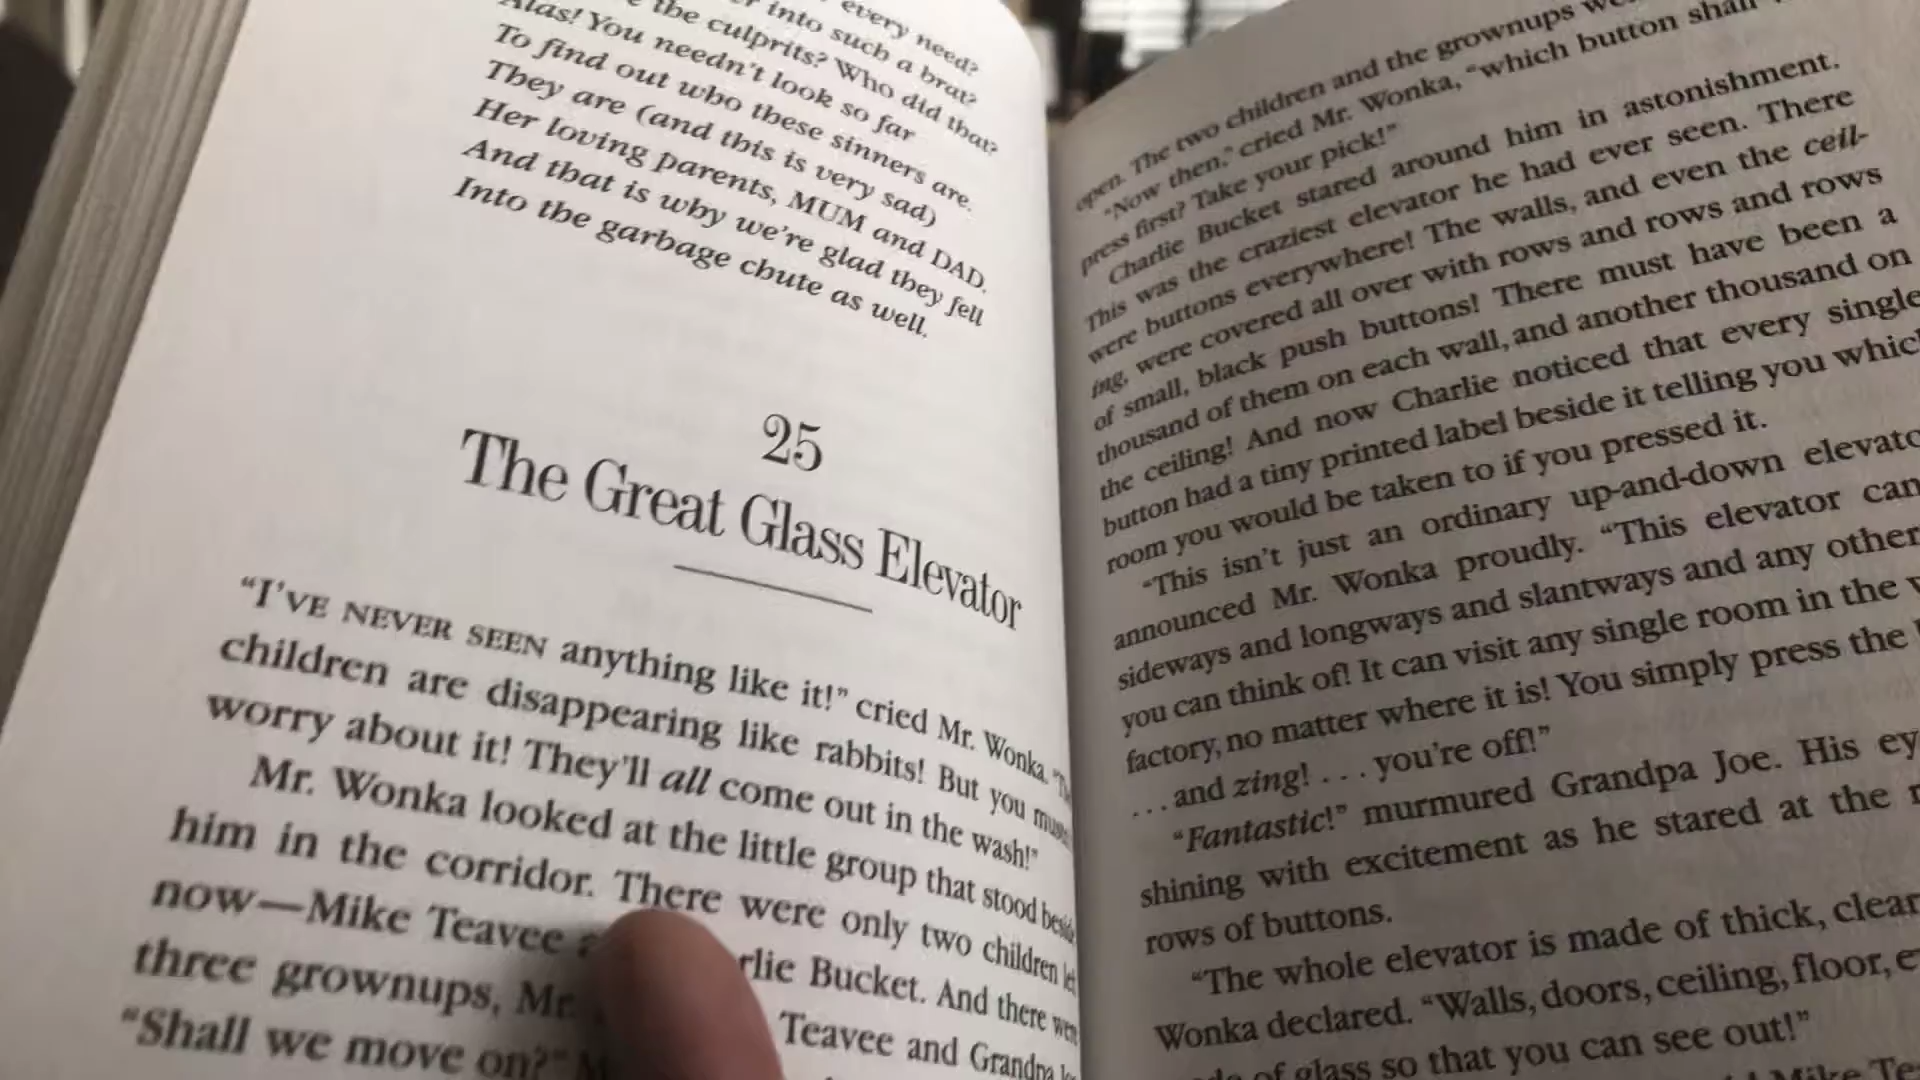 every need?
into such a brat?
the culprits? Who did that?
Alas! You needn't look so far
To find out who these sinners are.
They are (and this is very sad)
Her loving parents, MUM and DAD.
And that is why we're glad they fell
Into the garbage chute as well.
25
The Great Glass Elevator
"I'VE NEVER SEEN anything like it!" cried Mr. Wonka.
children are disappearing like rabbits! But you
worry about it! They'll all come out in the wash!"
Mr. Wonka looked at the little group that stood
him in the corridor. There were only two children
now—Mike Teavee rlie Bucket. And there
three grownups, Mr. Teavee and Grandpa
"Shall we move on?"
open. The two children and the grownups
"Now then," cried Mr. Wonka, "which button shall
press first? Take your pick!"
Charlie Bucket stared around him in astonishment.
This was the craziest elevator he had ever seen. There
were buttons everywhere! The walls, and even the ceil-
ing, were covered all over with rows and rows and rows
of small, black push buttons! There must have been a
thousand of them on each wall, and another thousand on
the ceiling! And now Charlie noticed that every single
button had a tiny printed label beside it telling you which
room you would be taken to if you pressed it.
"This isn't just an ordinary up-and-down elevato
announced Mr. Wonka proudly. "This elevator can
sideways and longways and slantways and any other
you can think of! It can visit any single room in the
factory, no matter where it is! You simply press the
. . . and zing! . . . you're off!"
"Fantastic!" murmured Grandpa Joe. His ey
shining with excitement as he stared at the
rows of buttons.
"The whole elevator is made of thick, clear
Wonka declared. "Walls, doors, ceiling, floor,
of glass so that you can see out!"
Mike Te